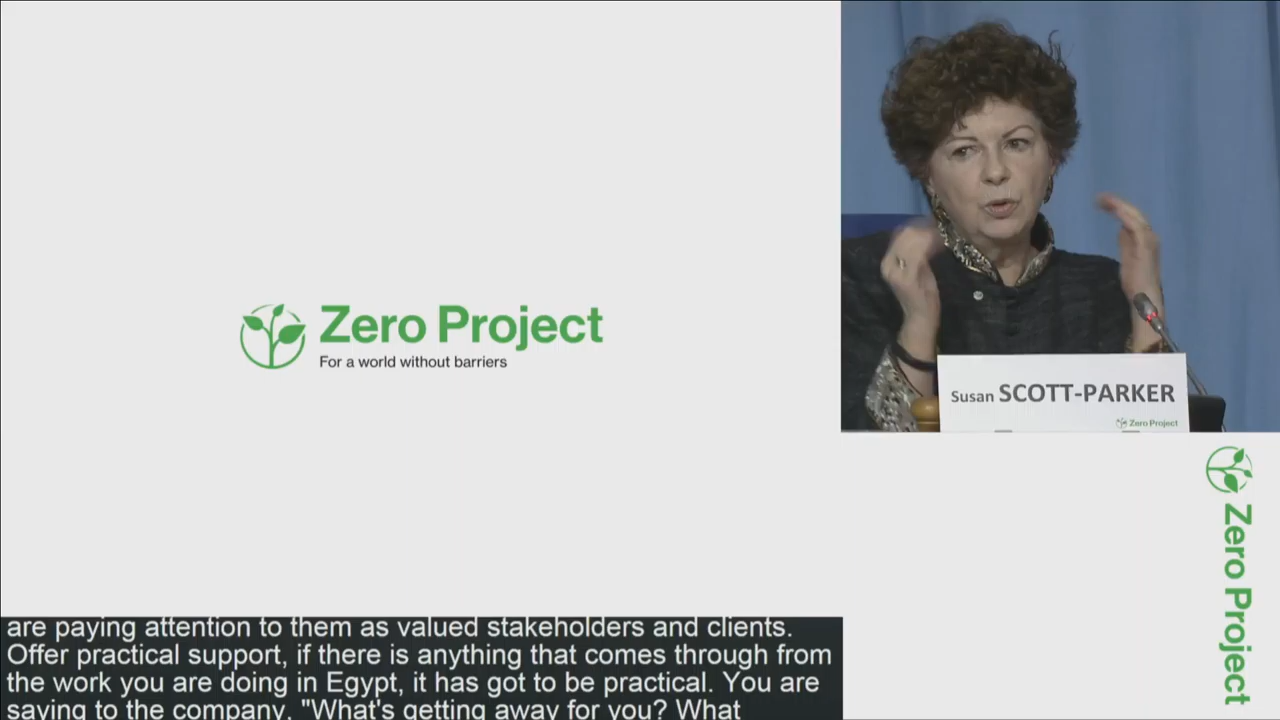 Zero Project
For a world without barriers
Susan SCOTT-PARKER
Zero Project
Zero Project
are paying attention to them as valued stakeholders and clients.
Offer practical support, if there is anything that comes through from
the work you are doing in Egypt, it has got to be practical. You are
saying to the company, "What's getting away for you? What